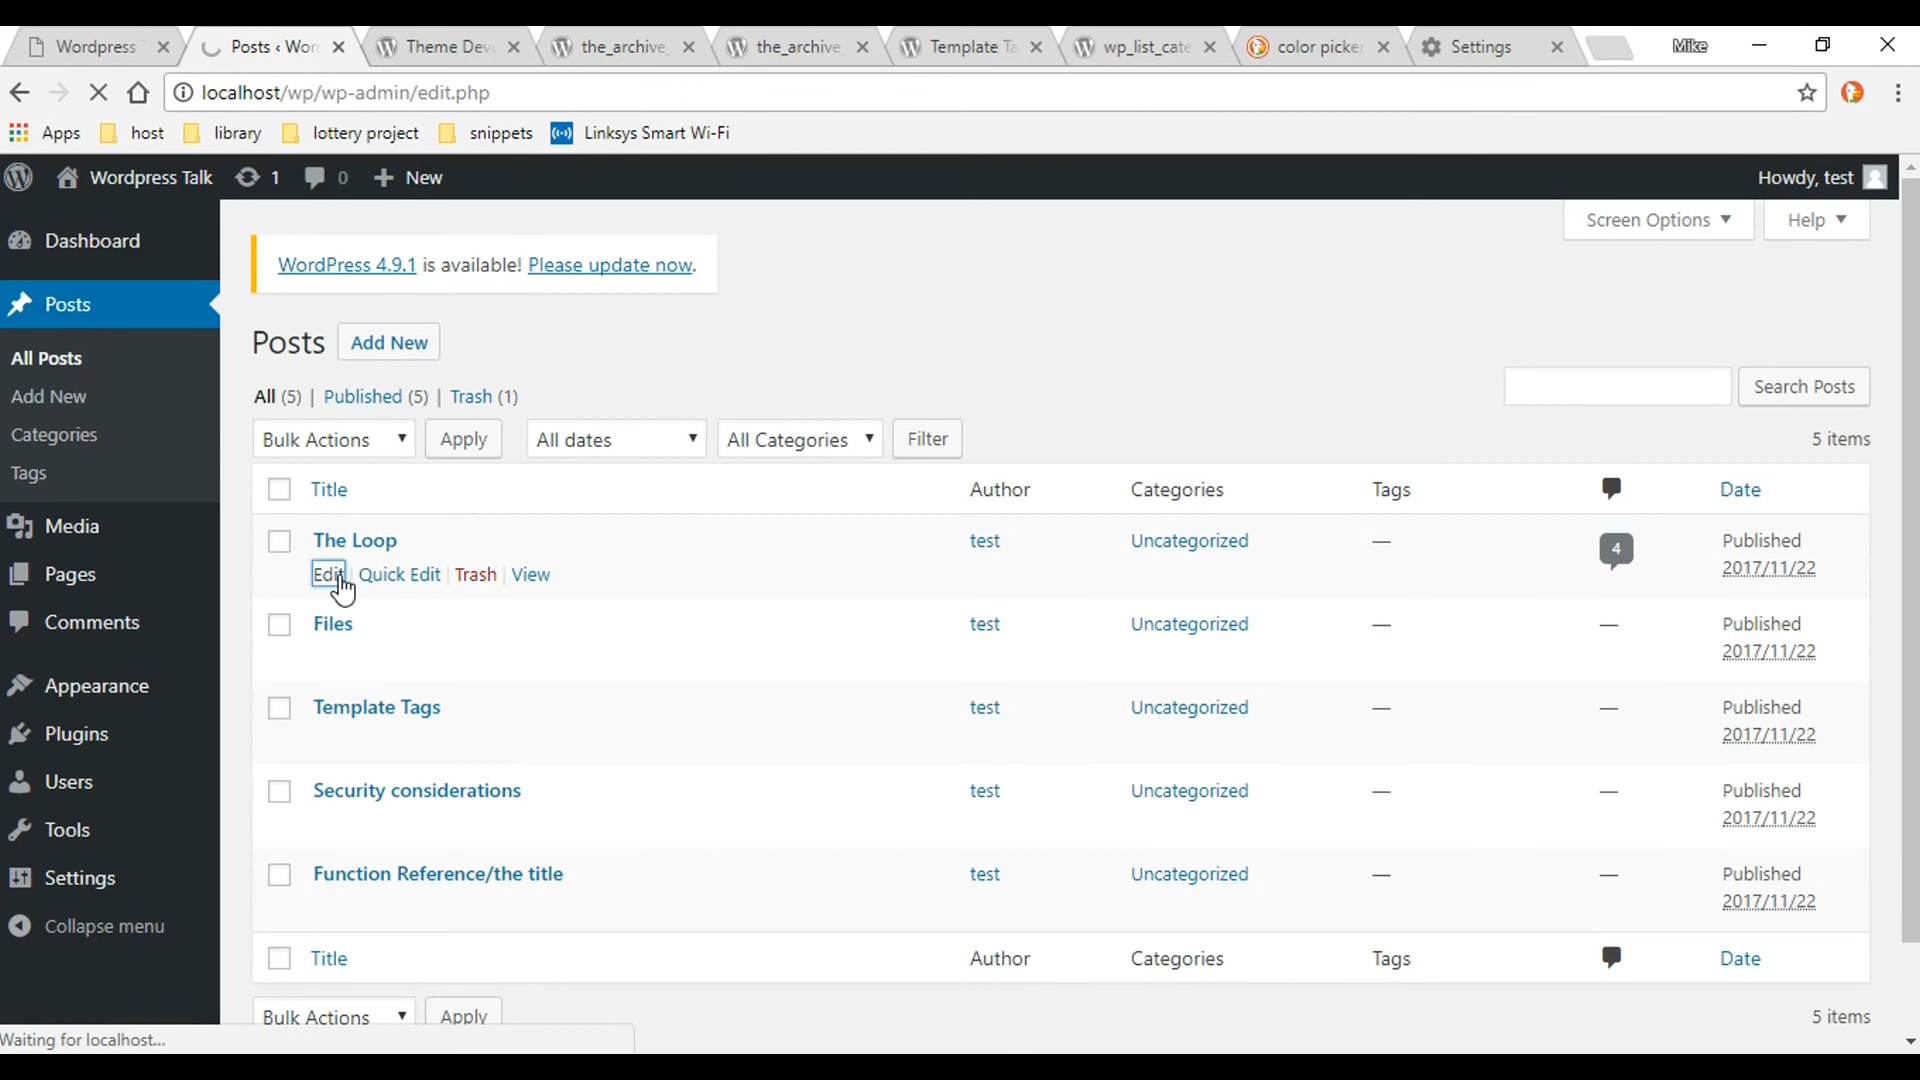 Wordpress T
Posts ‹ Wor
Theme Dev
the_archive_
the_archive_
Template Ta
wp_list_cate
color picker
Settings
Mike
localhost/wp/wp-admin/edit.php
Apps
host
library
lottery project
snippets
Linksys Smart Wi-Fi
Wordpress Talk
1
0
New
Howdy, test
Screen Options
Help
Dashboard
Posts
All Posts
Add New
Categories
Tags
Media
Pages
Comments
Appearance
Plugins
Users
Tools
Settings
Collapse menu
WordPress 4.9.1 is available! Please update now.
Posts Add New
All (5) | Published (5) | Trash (1)
Search Posts
Bulk Actions Apply All dates All Categories Filter 5 items
Title Author Categories Tags Date
The Loop test Uncategorized — 4 Published
2017/11/22
Edit | Quick Edit | Trash | View
Files test Uncategorized — — Published
2017/11/22
Template Tags test Uncategorized — — Published
2017/11/22
Security considerations test Uncategorized — — Published
2017/11/22
Function Reference/the title test Uncategorized — — Published
2017/11/22
Title Author Categories Tags Date
Bulk Actions Apply 5 items
Waiting for localhost...